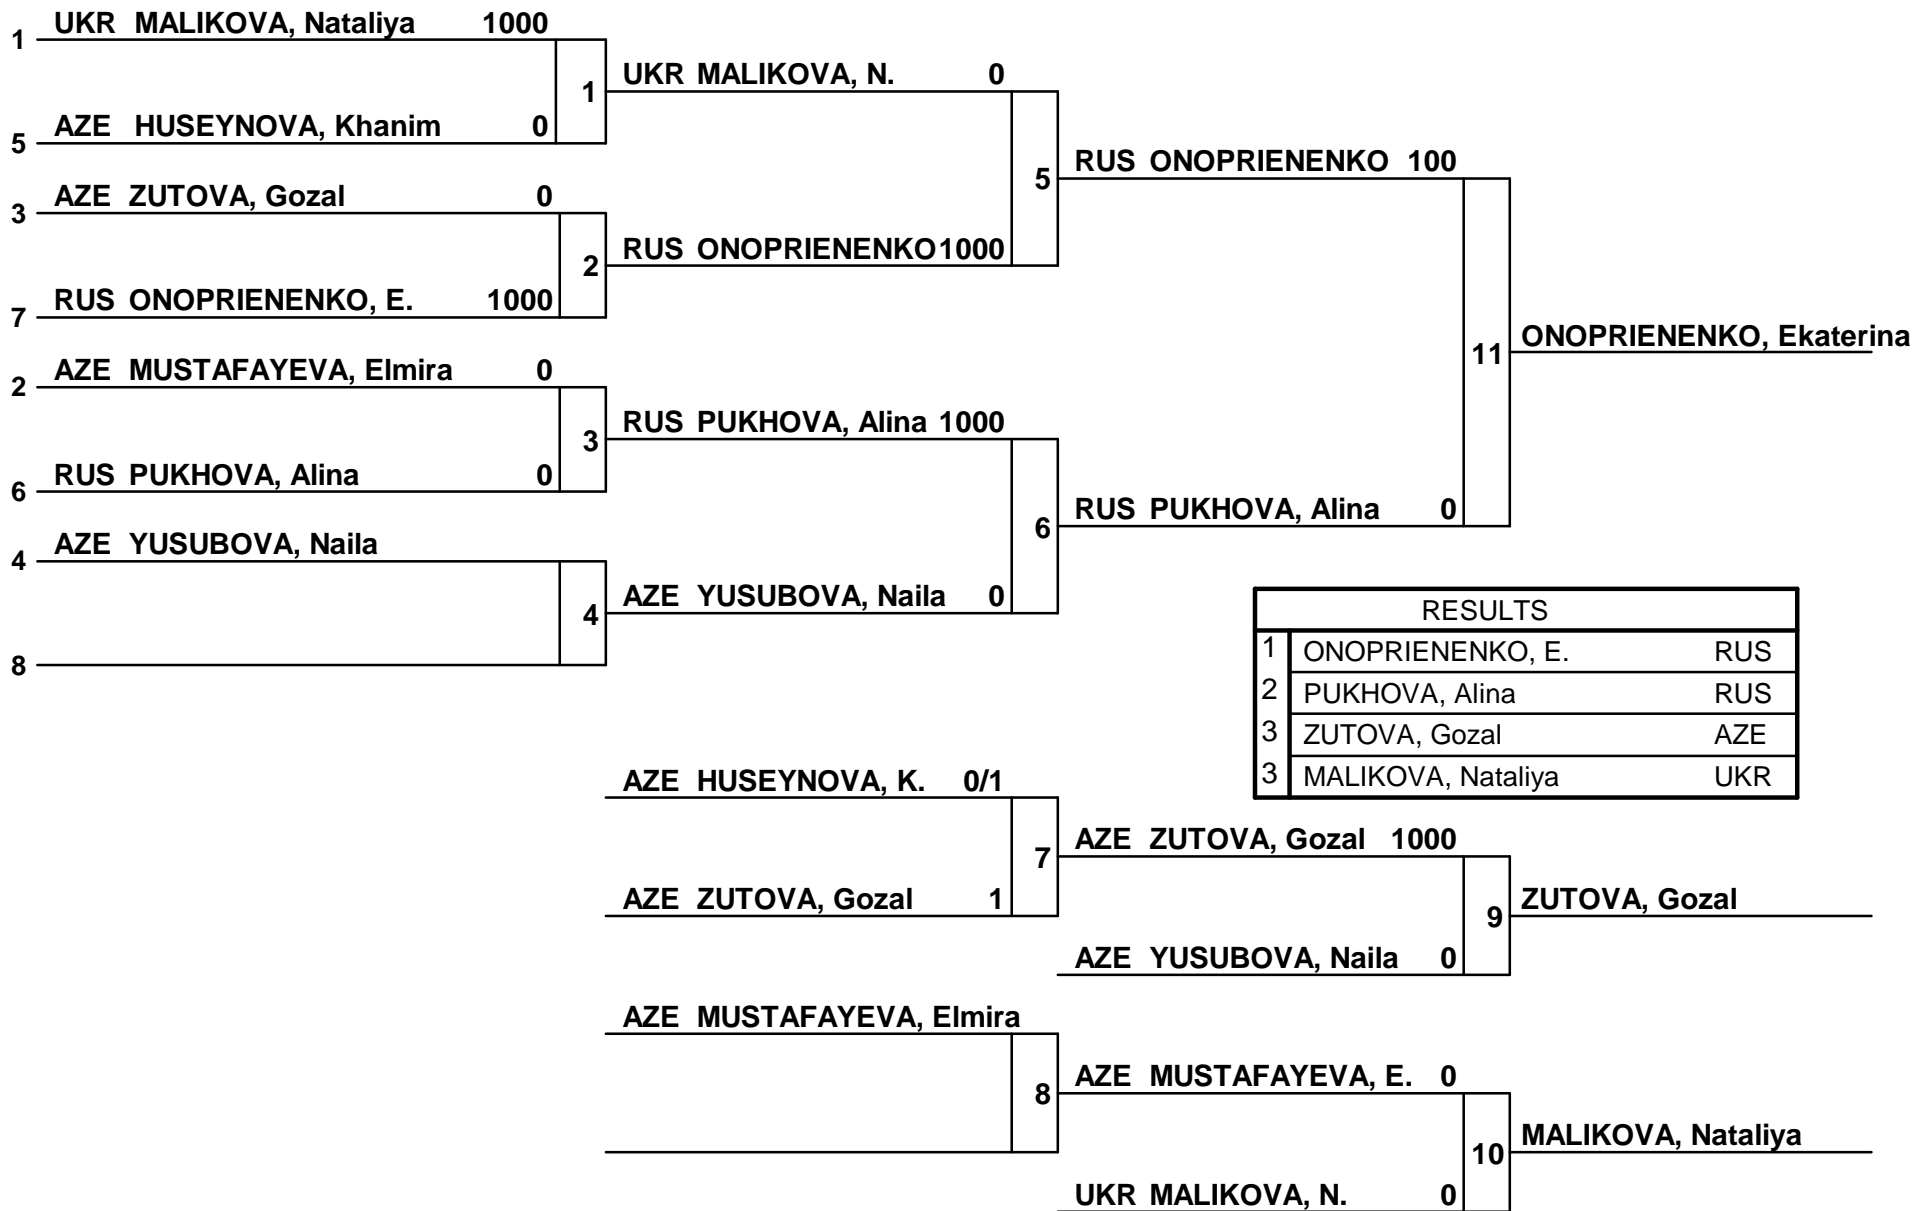 1 UKR MALIKOVA, Nataliya 1000
5 AZE HUSEYNOVA, Khanim 0
1
3 AZE ZUTOVA, Gozal 0
7 RUS ONOPRIENENKO, E. 1000
2
2 AZE MUSTAFAYEVA, Elmira 0
6 RUS PUKHOVA, Alina 0
3
4 AZE YUSUBOVA, Naila
8
4
UKR MALIKOVA, N. 0
RUS ONOPRIENENKO 1000
5
RUS PUKHOVA, Alina 1000
AZE YUSUBOVA, Naila 0
6
RUS ONOPRIENENKO 100
RUS PUKHOVA, Alina 0
11
ONOPRIENENKO, Ekaterina
RESULTS
1 ONOPRIENENKO, E. RUS
2 PUKHOVA, Alina RUS
3 ZUTOVA, Gozal AZE
3 MALIKOVA, Nataliya UKR
AZE HUSEYNOVA, K. 0/1
AZE ZUTOVA, Gozal 1
7
AZE ZUTOVA, Gozal 1000
AZE YUSUBOVA, Naila 0
9
ZUTOVA, Gozal
AZE MUSTAFAYEVA, Elmira
8
AZE MUSTAFAYEVA, E. 0
UKR MALIKOVA, N. 0
10
MALIKOVA, Nataliya